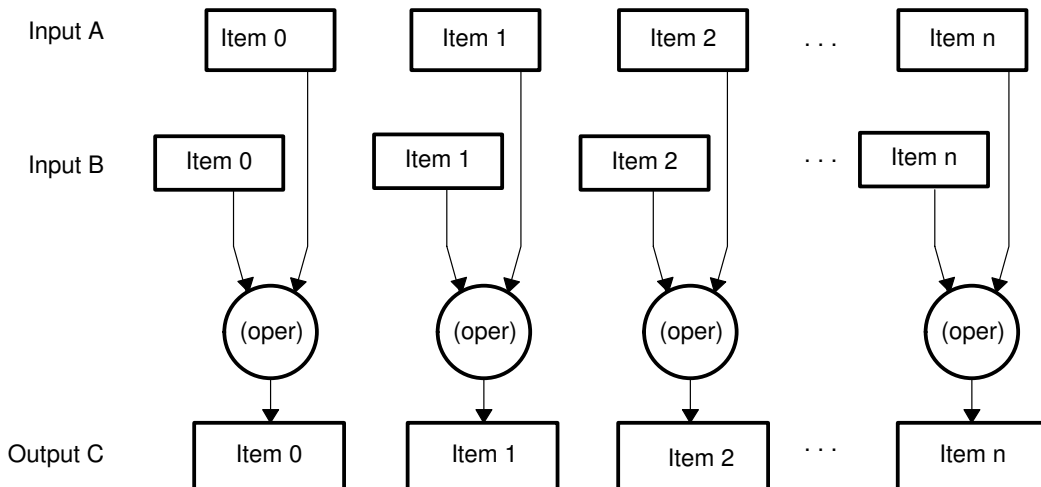 Input A Item 0 Item 1 Item 2 . . . Item n
Input B Item 0 Item 1 Item 2 . . . Item n
(oper) (oper) (oper) (oper)
Output C Item 0 Item 1 Item 2 . . . Item n